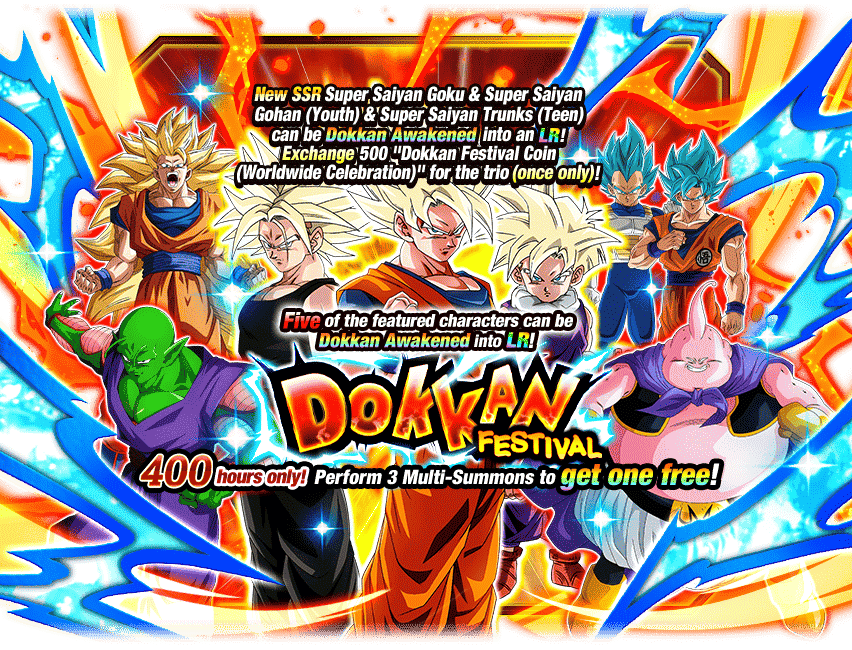 New SSR Super Saiyan Goku & Super Saiyan
Gohan (Youth) & Super Saiyan Trunks (Teen)
can be Dokkan Awakened into an LR!
Exchange 500 "Dokkan Festival Coin
(Worldwide Celebration)" for the trio (once only)!
Five of the featured characters can be
Dokkan Awakened into LR!
DOKKAN
FESTIVAL
400 hours only! Perform 3 Multi-Summons to get one free!
悟